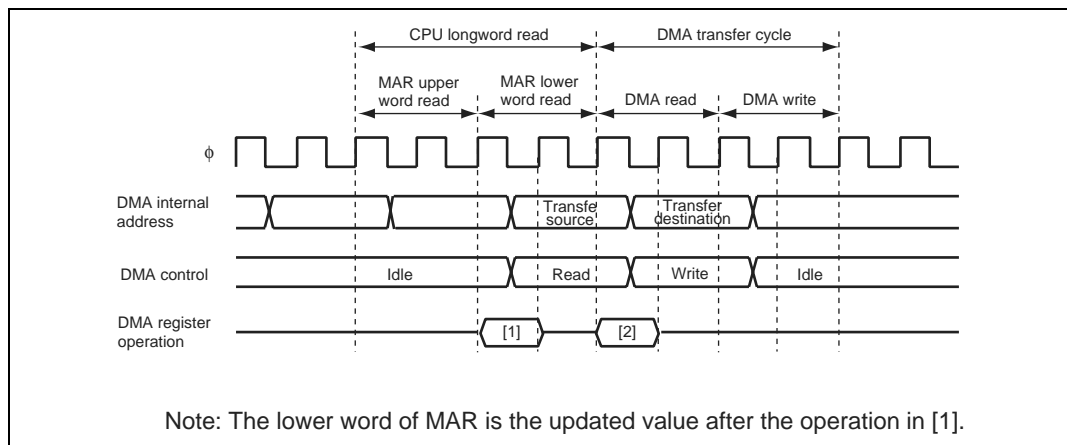 CPU longword read DMA transfer cycle
MAR upper word read
MAR lower word read
DMA read DMA write
ϕ
DMA internal address
Transfe source
Transfer destination
DMA control
Idle Read Write Idle
DMA register operation
[1] [2]
Note: The lower word of MAR is the updated value after the operation in [1].